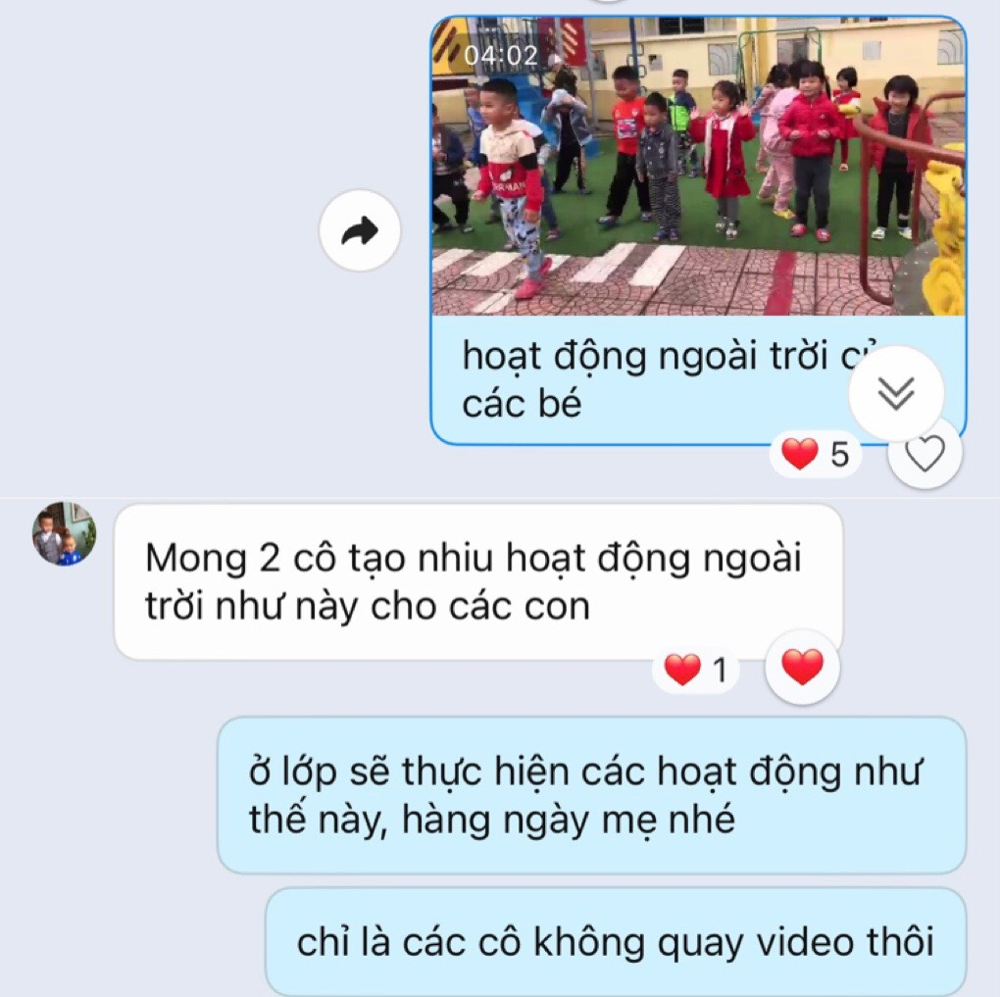 04:02
hoạt động ngoài trời
các bé
5
Mong 2 cô tạo nhiu hoạt động ngoài
trời như này cho các con
1
ở lớp sẽ thực hiện các hoạt động như
thế này, hàng ngày mẹ nhé
chỉ là các cô không quay video thôi